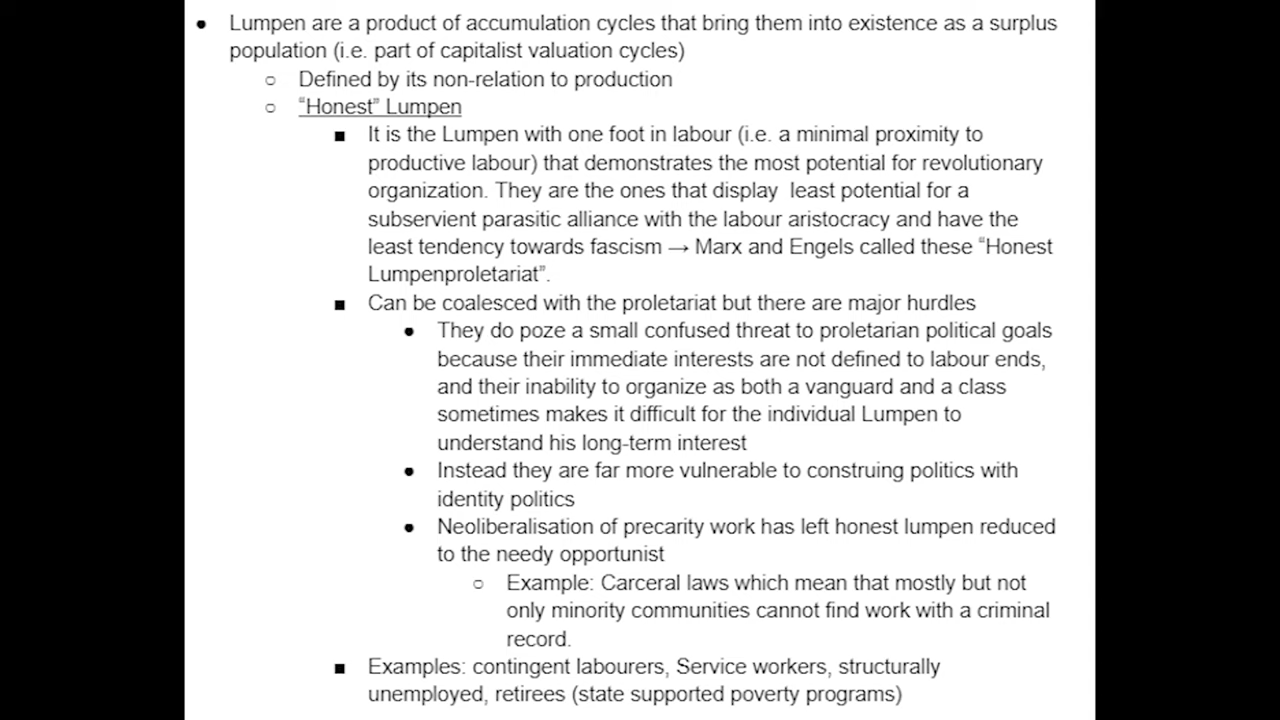 ● Lumpen are a product of accumulation cycles that bring them into existence as a surplus
population (i.e. part of capitalist valuation cycles)
○ Defined by its non-relation to production
○ “Honest” Lumpen
■ It is the Lumpen with one foot in labour (i.e. a minimal proximity to
productive labour) that demonstrates the most potential for revolutionary
organization. They are the ones that display least potential for a
subservient parasitic alliance with the labour aristocracy and have the
least tendency towards fascism → Marx and Engels called these “Honest
Lumpenproletariat”.
■ Can be coalesced with the proletariat but there are major hurdles
● They do poze a small confused threat to proletarian political goals
because their immediate interests are not defined to labour ends,
and their inability to organize as both a vanguard and a class
sometimes makes it difficult for the individual Lumpen to
understand his long-term interest
● Instead they are far more vulnerable to construing politics with
identity politics
● Neoliberalisation of precarity work has left honest lumpen reduced
to the needy opportunist
○ Example: Carceral laws which mean that mostly but not
only minority communities cannot find work with a criminal
record.
■ Examples: contingent labourers, Service workers, structurally
unemployed, retirees (state supported poverty programs)